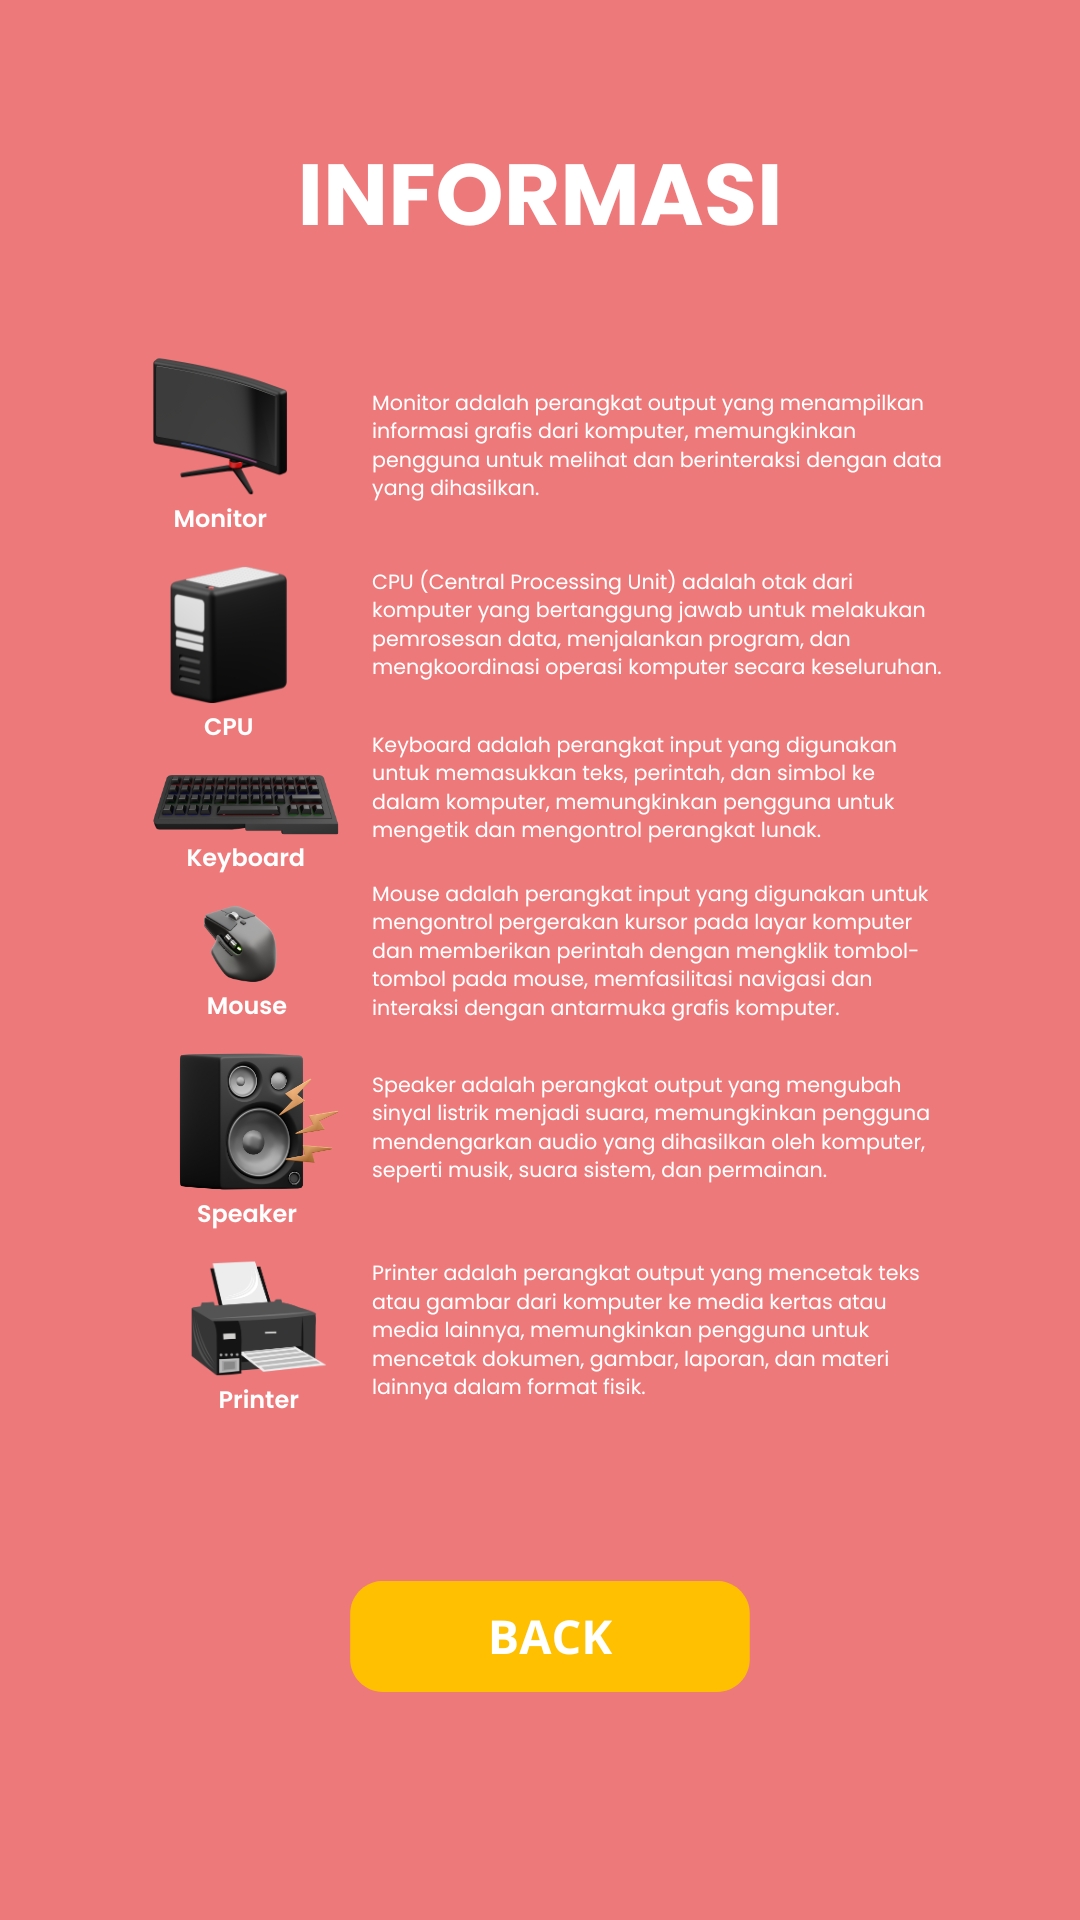 INFORMASI
Monitor adalah perangkat output yang menampilkan
informasi grafis dari komputer, memungkinkan
pengguna untuk melihat dan berinteraksi dengan data
yang dihasilkan.
Monitor
CPU (Central Processing Unit) adalah otak dari
komputer yang bertanggung jawab untuk melakukan
pemrosesan data, menjalankan program, dan
mengkoordinasi operasi komputer secara keseluruhan.
CPU
Keyboard adalah perangkat input yang digunakan
untuk memasukkan teks, perintah, dan simbol ke
dalam komputer, memungkinkan pengguna untuk
mengetik dan mengontrol perangkat lunak.
Keyboard
Mouse adalah perangkat input yang digunakan untuk
mengontrol pergerakan kursor pada layar komputer
dan memberikan perintah dengan mengklik tombol-
tombol pada mouse, memfasilitasi navigasi dan
interaksi dengan antarmuka grafis komputer.
Mouse
Speaker adalah perangkat output yang mengubah
sinyal listrik menjadi suara, memungkinkan pengguna
mendengarkan audio yang dihasilkan oleh komputer,
seperti musik, suara sistem, dan permainan.
Speaker
Printer adalah perangkat output yang mencetak teks
atau gambar dari komputer ke media kertas atau
media lainnya, memungkinkan pengguna untuk
mencetak dokumen, gambar, laporan, dan materi
lainnya dalam format fisik.
Printer
BACK